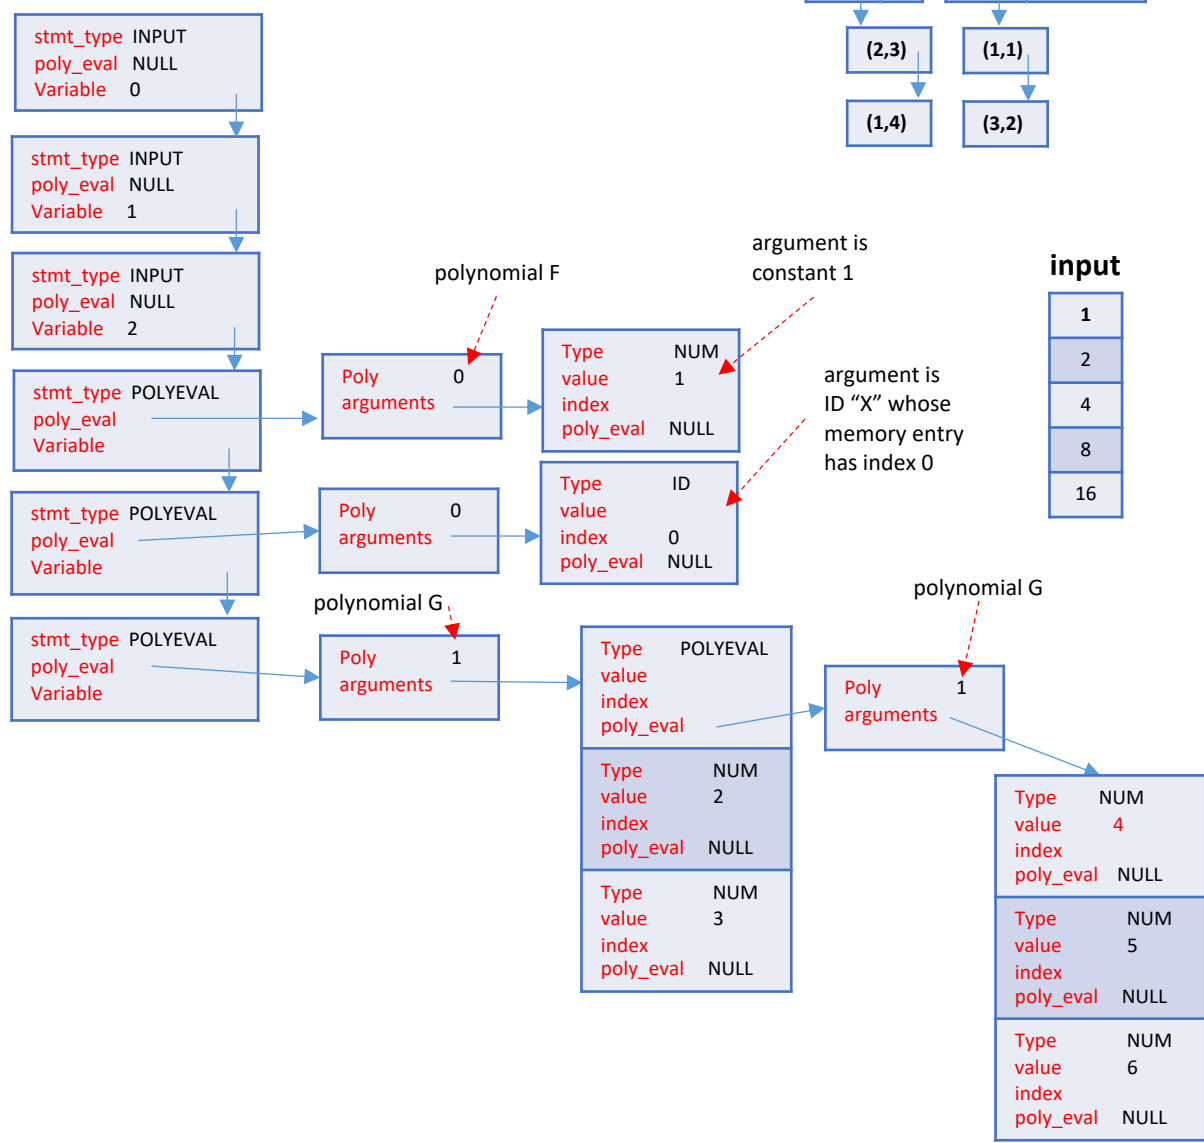 (2,3)
(1,1)
(1,4)
(3,2)
stmt_type INPUT
poly_eval NULL
Variable 0
stmt_type INPUT
poly_eval NULL
Variable 1
stmt_type INPUT
poly_eval NULL
Variable 2
polynomial F
argument is
constant 1
input
1
2
4
8
16
stmt_type POLYEVAL
poly_eval
Variable
Poly 0
arguments
Type NUM
value 1
index
poly_eval NULL
argument is
ID “X” whose
memory entry
has index 0
stmt_type POLYEVAL
poly_eval
Variable
Poly 0
arguments
Type ID
value
index 0
poly_eval NULL
polynomial G
polynomial G
stmt_type POLYEVAL
poly_eval
Variable
Poly 1
arguments
Type POLYEVAL
value
index
poly_eval
Type NUM
value 2
index
poly_eval NULL
Type NUM
value 3
index
poly_eval NULL
Poly 1
arguments
Type NUM
value 4
index
poly_eval NULL
Type NUM
value 5
index
poly_eval NULL
Type NUM
value 6
index
poly_eval NULL